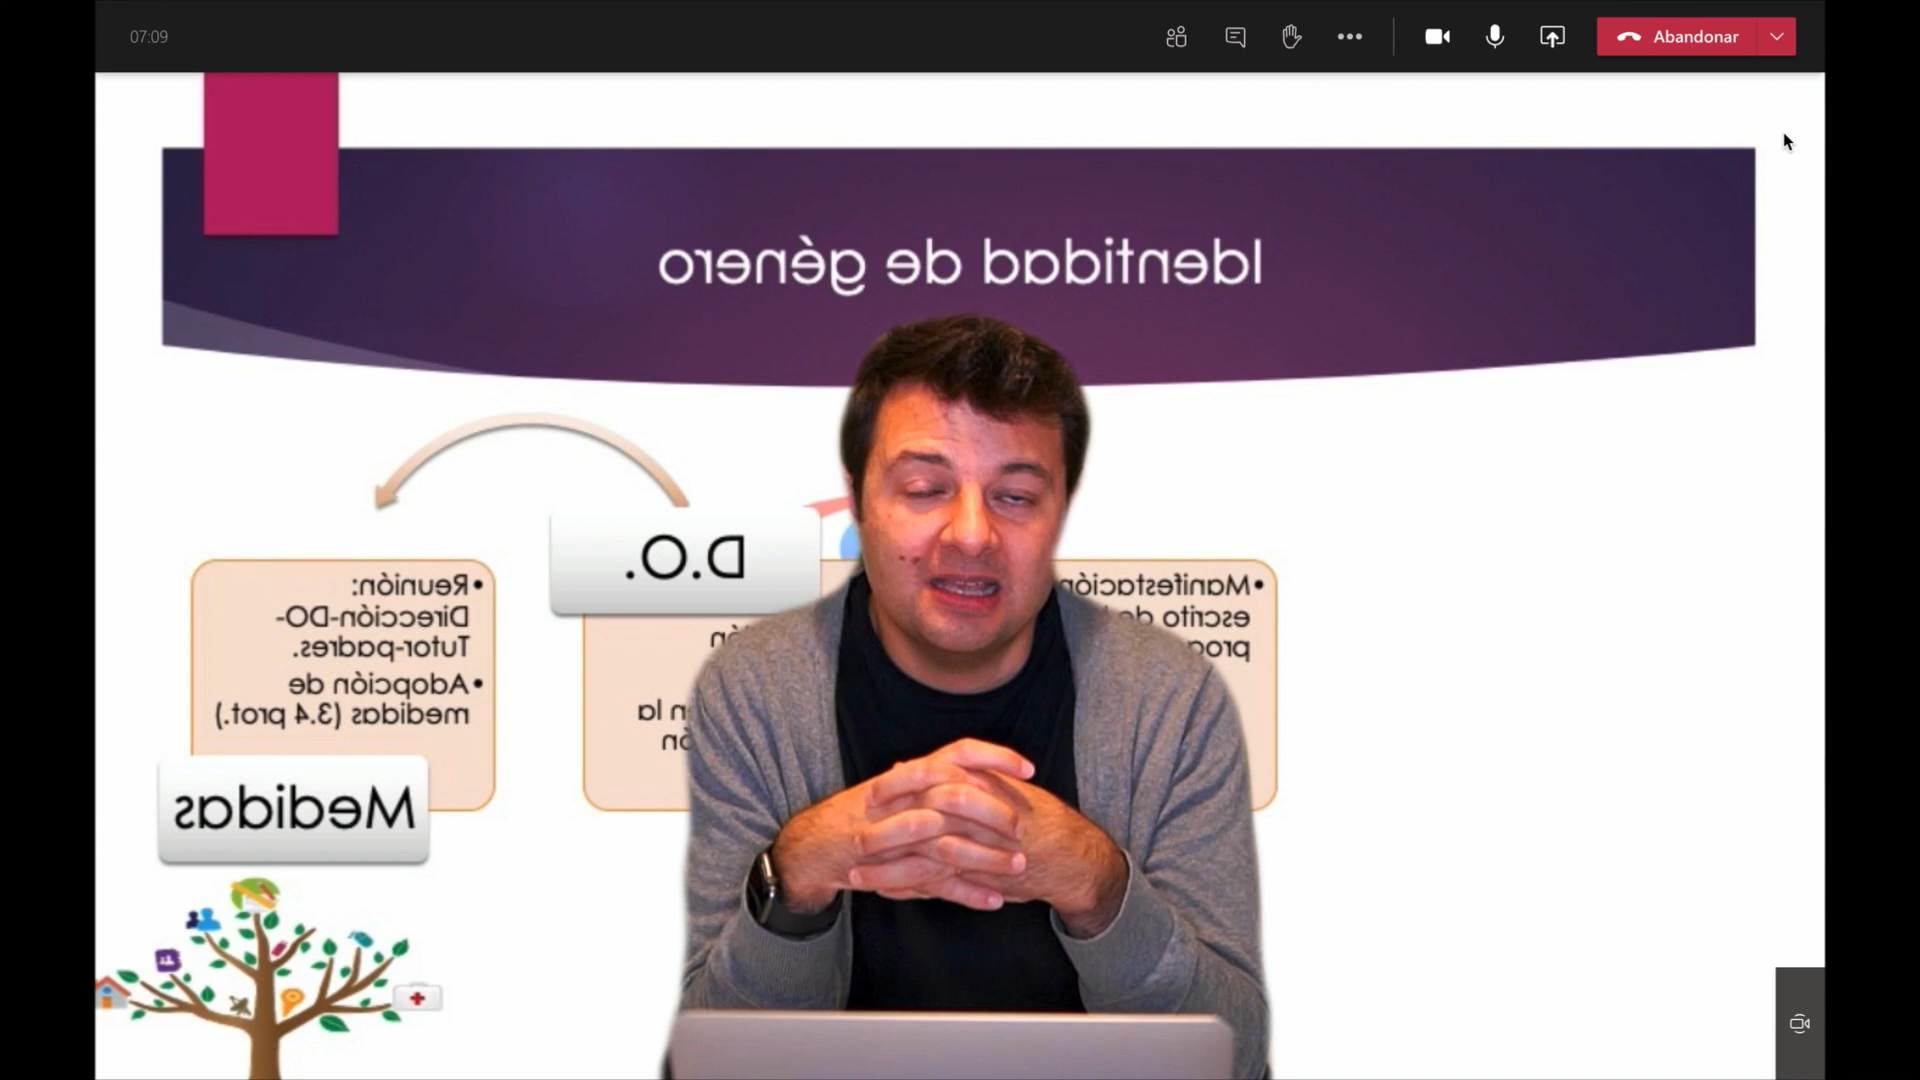 07:09
Abandonar
Identidad de género
D.O.
• Manifestación
escrito
• Reunión:
Dirección-DO-
Tutor-padres.
• Adopción de
medidas (3.4 prot.)
la
Medidas